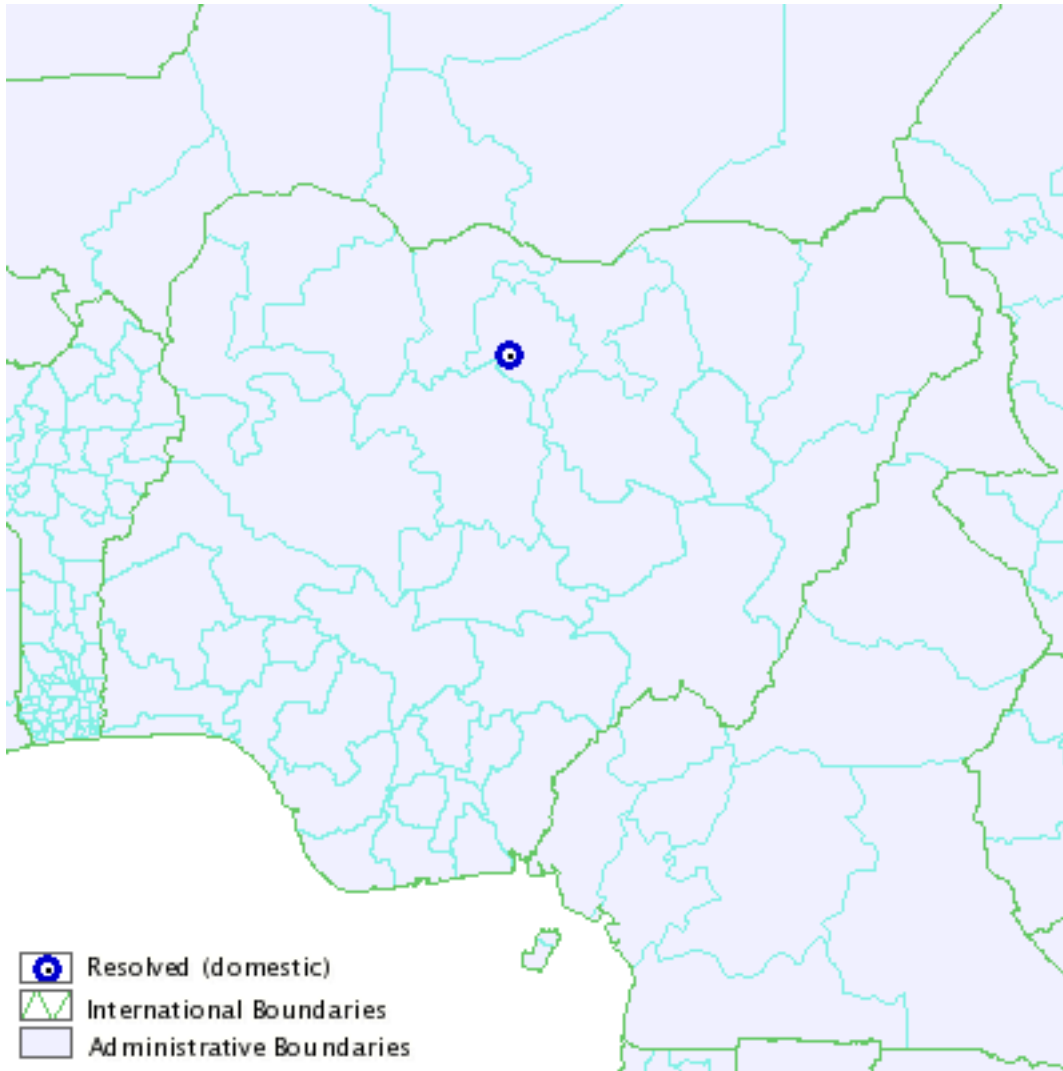 Resolved (domestic)
International Boundaries
Administrative Boundaries